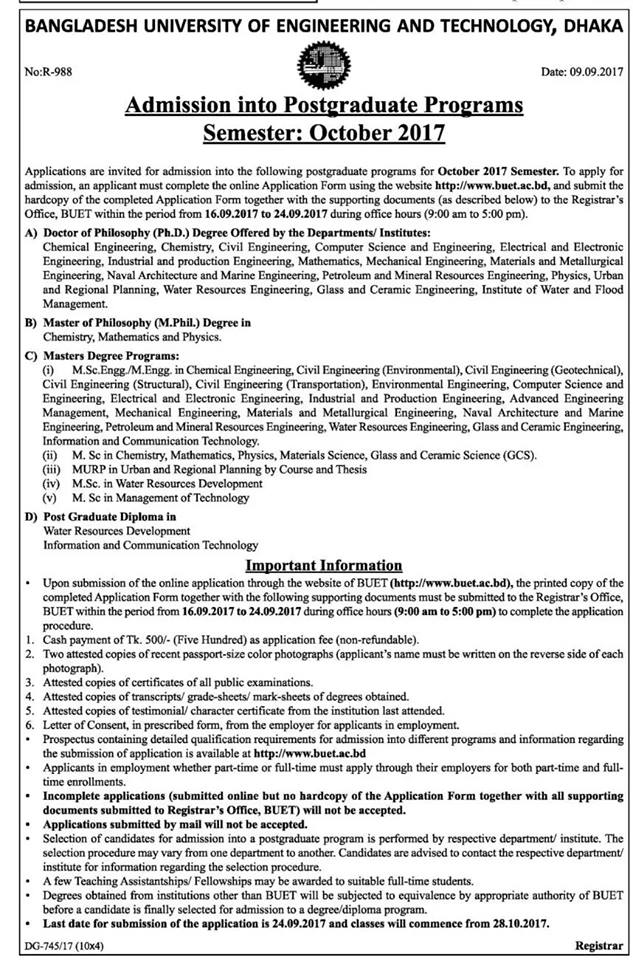 BANGLADESH UNIVERSITY OF ENGINEERING AND TECHNOLOGY, DHAKA
No:R-988
Date: 09.09.2017
Admission into Postgraduate Programs
Semester: October 2017
Applications are invited for admission into the following postgraduate programs for October 2017 Semester. To apply for
admission, an applicant must complete the online Application Form using the website http://www.buet.ac.bd, and submit the
hardcopy of the completed Application Form together with the supporting documents (as described below) to the Registrar's
Office, BUET within the period from 16.09.2017 to 24.09.2017 during office hours (9:00 am to 5:00 pm).
A) Doctor of Philosophy (Ph.D.) Degree Offered by the Departments/ Institutes:
Chemical Engineering, Chemistry, Civil Engineering, Computer Science and Engineering, Electrical and Electronic
Engineering, Industrial and production Engineering, Mathematics, Mechanical Engineering, Materials and Metallurgical
Engineering, Naval Architecture and Marine Engineering, Petroleum and Mineral Resources Engineering, Physics, Urban
and Regional Planning, Water Resources Engineering, Glass and Ceramic Engineering, Institute of Water and Flood
Management.
B) Master of Philosophy (M.Phil.) Degree in
Chemistry, Mathematics and Physics.
C) Masters Degree Programs:
(i) M.Sc.Engg./M.Engg. in Chemical Engineering, Civil Engineering (Environmental), Civil Engineering (Geotechnical),
Civil Engineering (Structural), Civil Engineering (Transportation), Environmental Engineering, Computer Science and
Engineering, Electrical and Electronic Engineering, Industrial and Production Engineering, Advanced Engineering
Management, Mechanical Engineering, Materials and Metallurgical Engineering, Naval Architecture and Marine
Engineering, Petroleum and Mineral Resources Engineering, Water Resources Engineering, Glass and Ceramic Engineering,
Information and Communication Technology.
(ii) M. Sc in Chemistry, Mathematics, Physics, Materials Science, Glass and Ceramic Science (GCS).
(iii) MURP in Urban and Regional Planning by Course and Thesis
(iv) M.Sc. in Water Resources Development
(v) M. Sc in Management of Technology
D) Post Graduate Diploma in
Water Resources Development
Information and Communication Technology
Important Information
• Upon submission of the online application through the website of BUET (http://www.buet.ac.bd), the printed copy of the
completed Application Form together with the following supporting documents must be submitted to the Registrar's Office,
BUET within the period from 16.09.2017 to 24.09.2017 during office hours (9:00 am to 5:00 pm) to complete the application
procedure.
1. Cash payment of Tk. 500/- (Five Hundred) as application fee (non-refundable).
2. Two attested copies of recent passport-size color photographs (applicant's name must be written on the reverse side of each
photograph).
3. Attested copies of certificates of all public examinations.
4. Attested copies of transcripts/ grade-sheets/ mark-sheets of degrees obtained.
5. Attested copies of testimonial/ character certificate from the institution last attended.
6. Letter of Consent, in prescribed form, from the employer for applicants in employment.
• Prospectus containing detailed qualification requirements for admission into different programs and information regarding
the submission of application is available at http://www.buet.ac.bd
• Applicants in employment whether part-time or full-time must apply through their employers for both part-time and full-
time enrollments.
• Incomplete applications (submitted online but no hardcopy of the Application Form together with all supporting
documents submitted to Registrar's Office, BUET) will not be accepted.
• Applications submitted by mail will not be accepted.
• Selection of candidates for admission into a postgraduate program is performed by respective department/ institute. The
selection procedure may vary from one department to another. Candidates are advised to contact the respective department/
institute for information regarding the selection procedure.
• A few Teaching Assistantships/ Fellowships may be awarded to suitable full-time students.
• Degrees obtained from institutions other than BUET will be subjected to equivalence by appropriate authority of BUET
before a candidate is finally selected for admission to a degree/diploma program.
• Last date for submission of the application is 24.09.2017 and classes will commence from 28.10.2017.
DG-745/17 (10x4)
Registrar